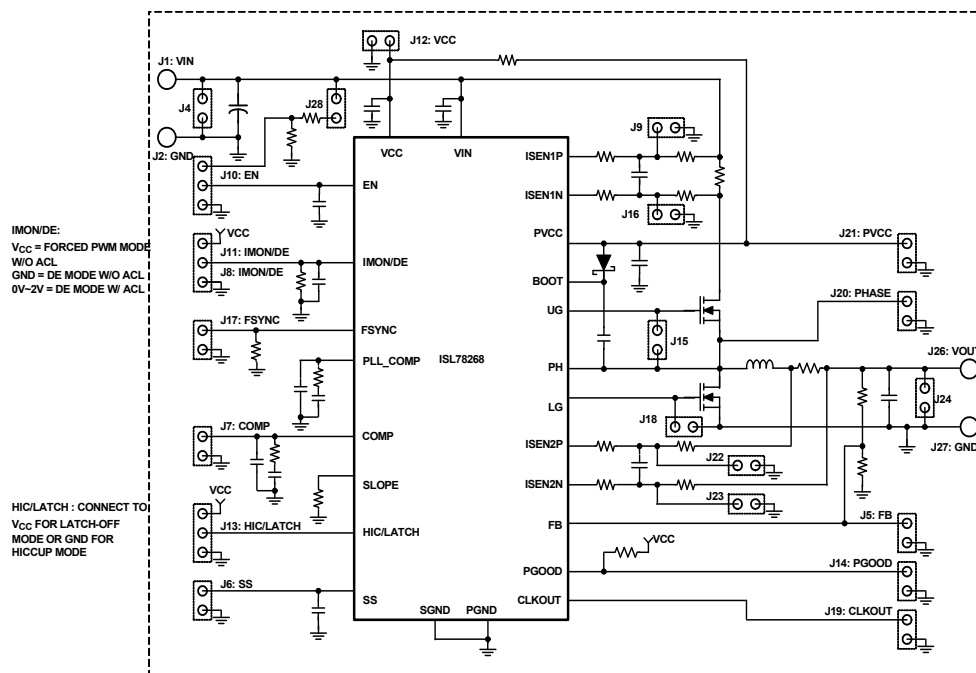 J12: VCC
J1: VIN
J4
J28
J2: GND
J10: EN
IMON/DE:
VCC = FORCED PWM MODE
W/O ACL
GND = DE MODE W/O ACL
0V~2V = DE MODE W/ ACL
VCC
J11: IMON/DE
J8: IMON/DE
J17: FSYNC
J7: COMP
HIC/LATCH : CONNECT TO
VCC FOR LATCH-OFF
MODE OR GND FOR
HICCUP MODE
VCC
J13: HIC/LATCH
J6: SS
VCC
VIN
EN
IMON/DE
FSYNC
PLL_COMP
ISL78268
COMP
SLOPE
HIC/LATCH
SS
SGND
PGND
ISEN1P
ISEN1N
PVCC
BOOT
UG
PH
LG
ISEN2P
ISEN2N
FB
PGOOD
CLKOUT
J9
J16
J21: PVCC
J20: PHASE
J15
J26: VOUT
J24
J18
J27: GND
J22
J23
J5: FB
VCC
J14: PGOOD
J19: CLKOUT